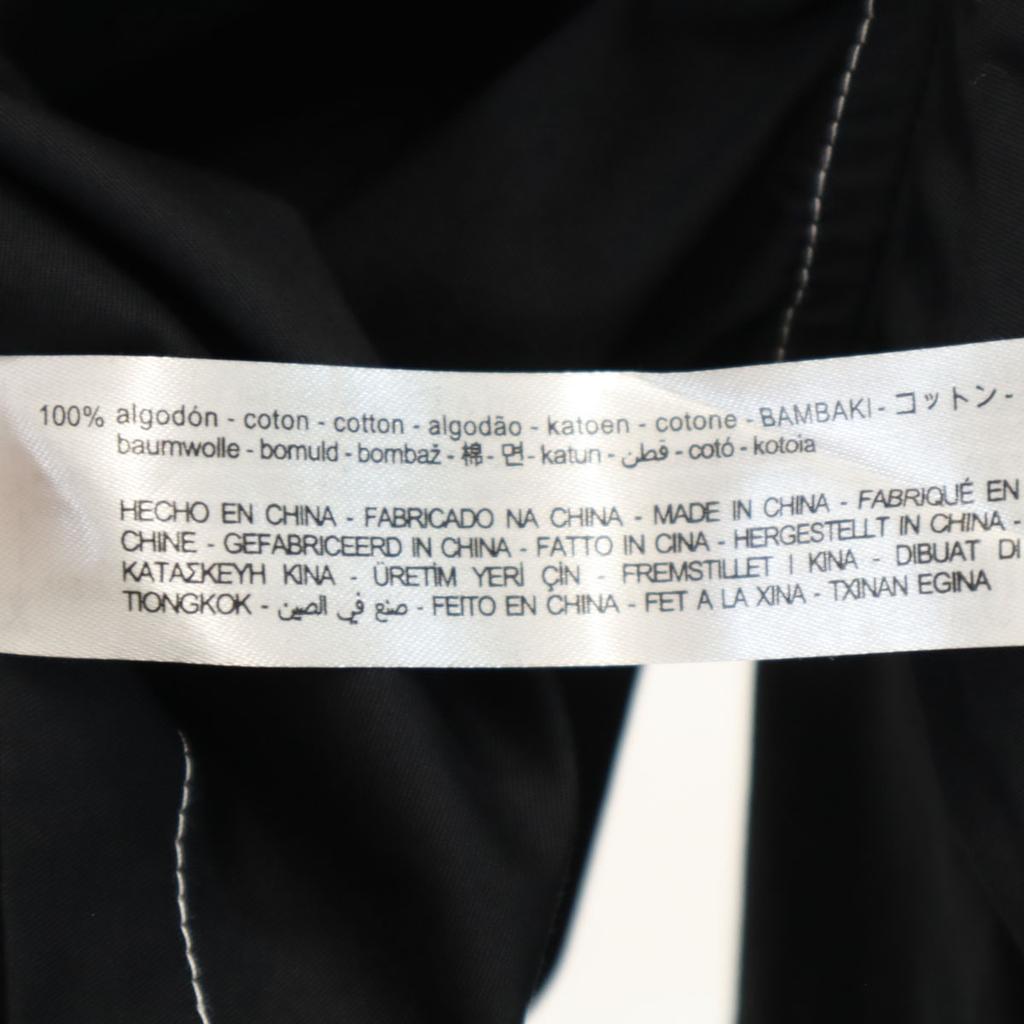 100% algodón - coton - cotton - algodão - katoen - cotone - BAMBAKI - コットン -
baumwolle - bomuld - bombaž - 棉 - 면 - katun - قطن - cotó - kotoia
HECHO EN CHINA - FABRICADO NA CHINA - MADE IN CHINA - FABRIQUÉ EN
CHINE - GEFABRICEERD IN CHINA - FATTO IN CINA - HERGESTELLT IN CHINA -
ΚΑΤΑΣΚΕΥΗ ΚΙΝΑ - ÜRETİM YERİ ÇİN - FREMSTILLET I KINA - DIBUAT DI
TIONGKOK - صنع في الصين - FEITO EN CHINA - FET A LA XINA - TXINAN EGINA